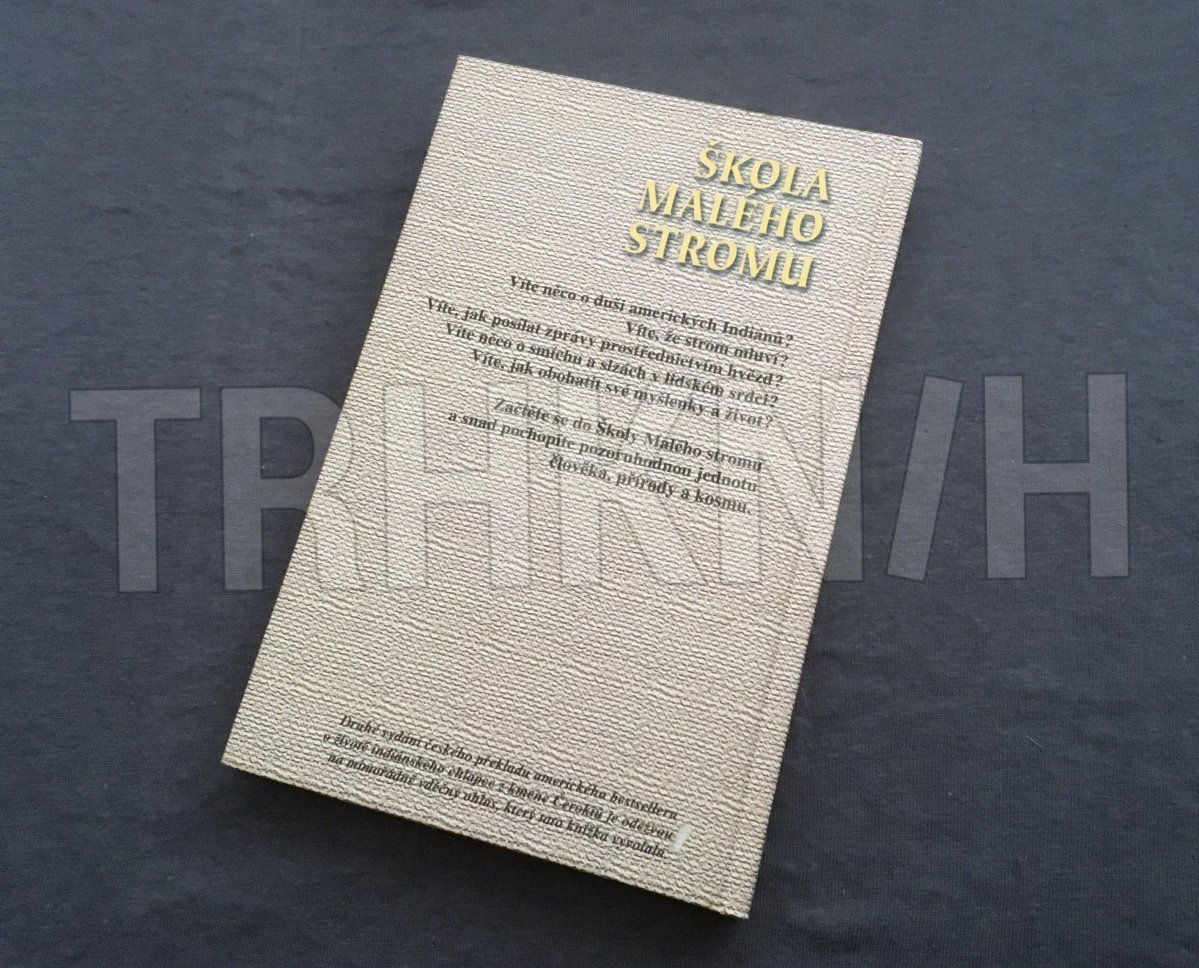 ŠKOLA
MALÉHO
STROMU
Víte něco o duši amerických Indiánů?
Víte, že strom mluví?
Víte, jak posílat zprávy prostřednictvím hvězd?
Víte něco o smíchu a slzách v lidském srdci?
Víte, jak obohatit své myšlenky a život?
Začtěte se do Školy Malého stromu
a snad pochopíte pozoruhodnou jednotu
člověka, přírody a kosmu.
Druhé vydání českého překladu amerického bestselleru
o životě indiánského chlapce z kmene Čerokíů je odezvou
na mimořádně vděčný ohlas, který tato knížka vyvolala.
TRHKN/H